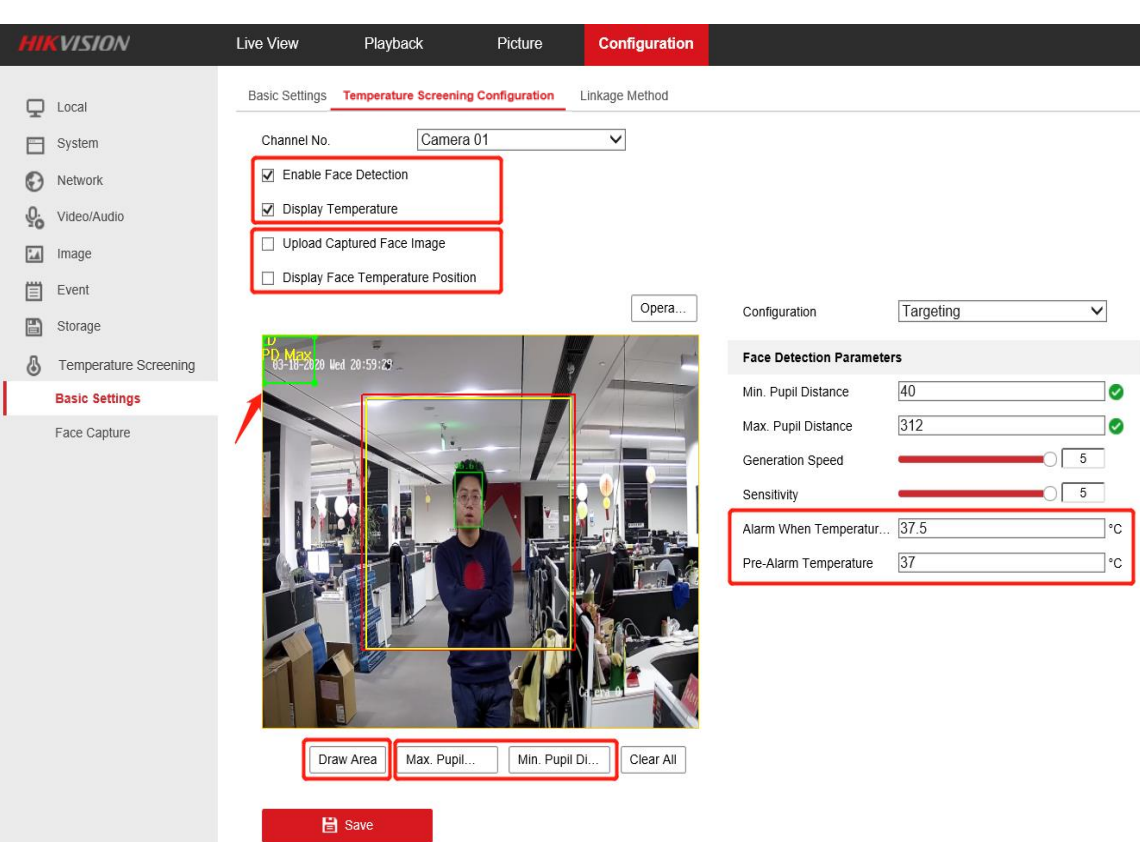 HIKVISION
Live View Playback Picture Configuration
Basic Settings Temperature Screening Configuration Linkage Method
Local
System
Network
Video/Audio
Image
Event
Storage
Temperature Screening
Basic Settings
Face Capture
Channel No. Camera 01
Enable Face Detection
Display Temperature
Upload Captured Face Image
Display Face Temperature Position
Opera...
PD Max
03-18-2020 Wed 20:59:29
Draw Area Max. Pupil... Min. Pupil Di... Clear All
Save
Configuration Targeting
Face Detection Parameters
Min. Pupil Distance 40
Max. Pupil Distance 312
Generation Speed 5
Sensitivity 5
Alarm When Temperatur... 37.5 °C
Pre-Alarm Temperature 37 °C